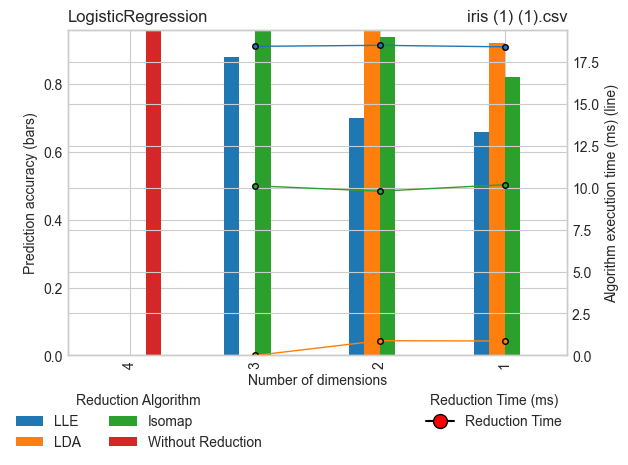 LogisticRegression iris (1) (1).csv
0.8
0.6
0.4
0.2
0.0
Prediction accuracy (bars)
17.5
15.0
12.5
10.0
7.5
5.0
2.5
0.0
Algorithm execution time (ms) (line)
4 3 2 1
Number of dimensions
Reduction Algorithm
LLE Isomap
LDA Without Reduction
Reduction Time (ms)
Reduction Time